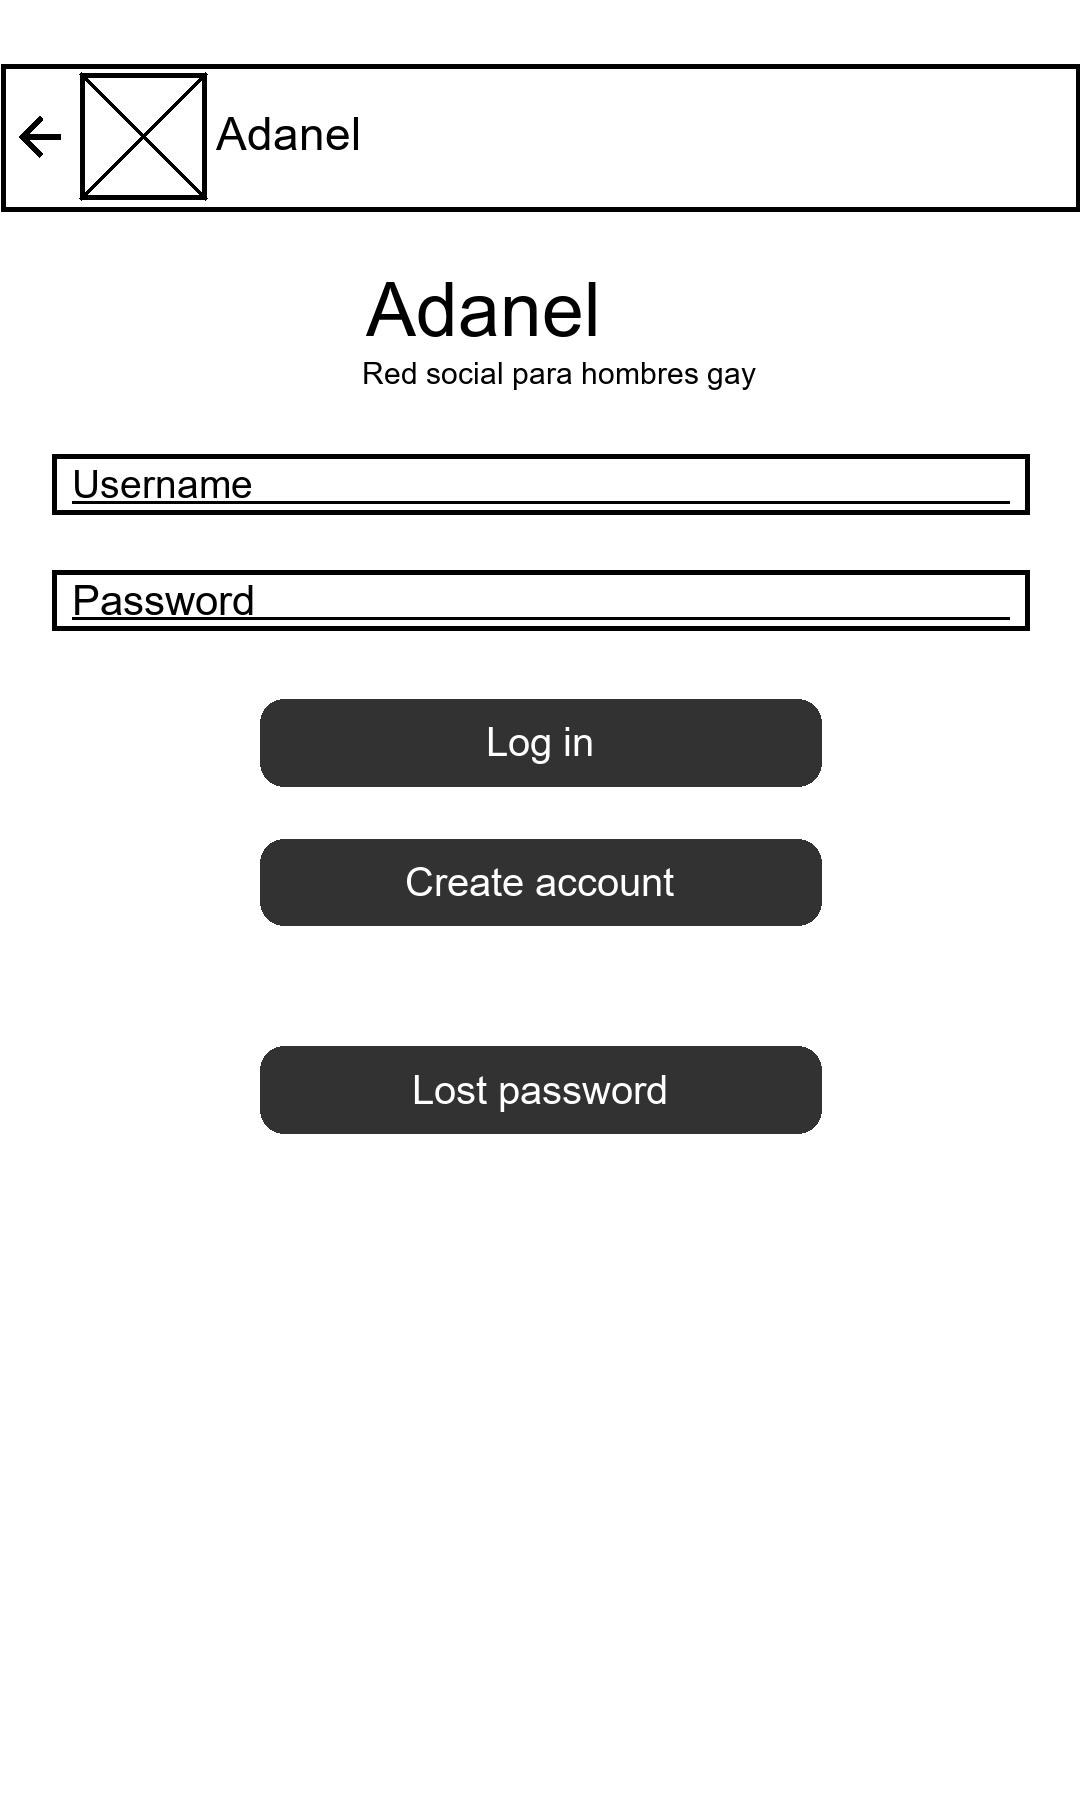 Adanel
Adanel
Red social para hombres gay
Username
Password
Log in
Create account
Lost password